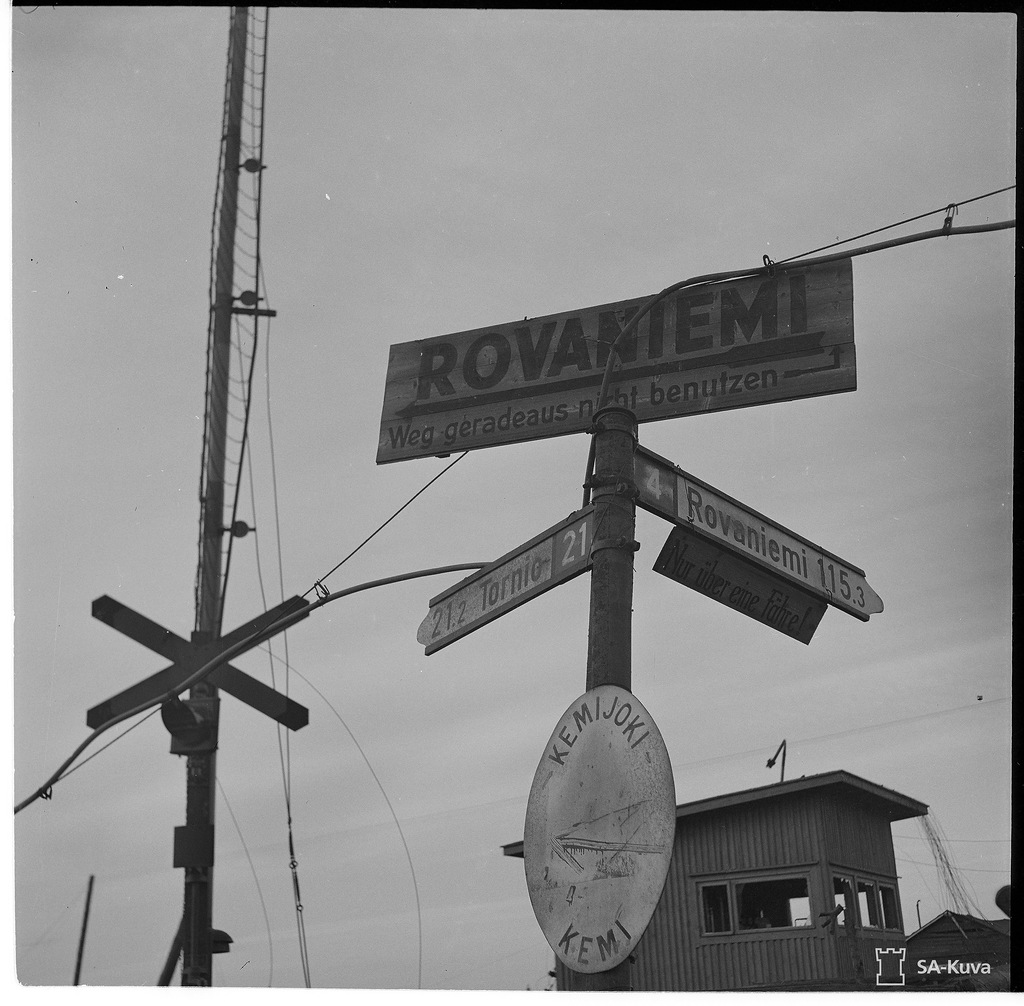 ROVANIEMI
Weg geradeaus nicht benutzen
4 Rovaniemi 115.3
21.2 Tornio 21
Nur über eine Fähre!
KEMIJOKI
KEMI
SA-Kuva